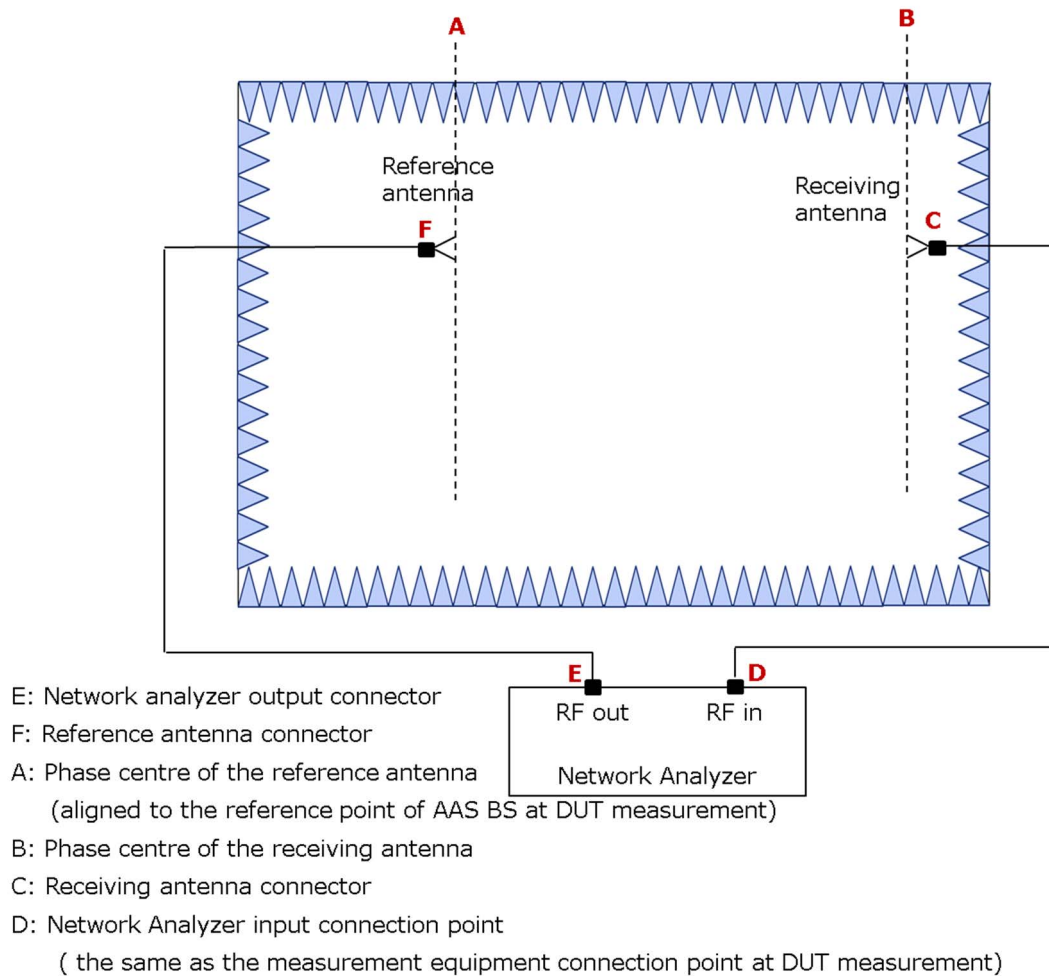 A
B
Reference
antenna
Receiving
antenna
F
C
E
D
RF out
RF in
Network Analyzer
E: Network analyzer output connector
F: Reference antenna connector
A: Phase centre of the reference antenna
(aligned to the reference point of AAS BS at DUT measurement)
B: Phase centre of the receiving antenna
C: Receiving antenna connector
D: Network Analyzer input connection point
( the same as the measurement equipment connection point at DUT measurement)